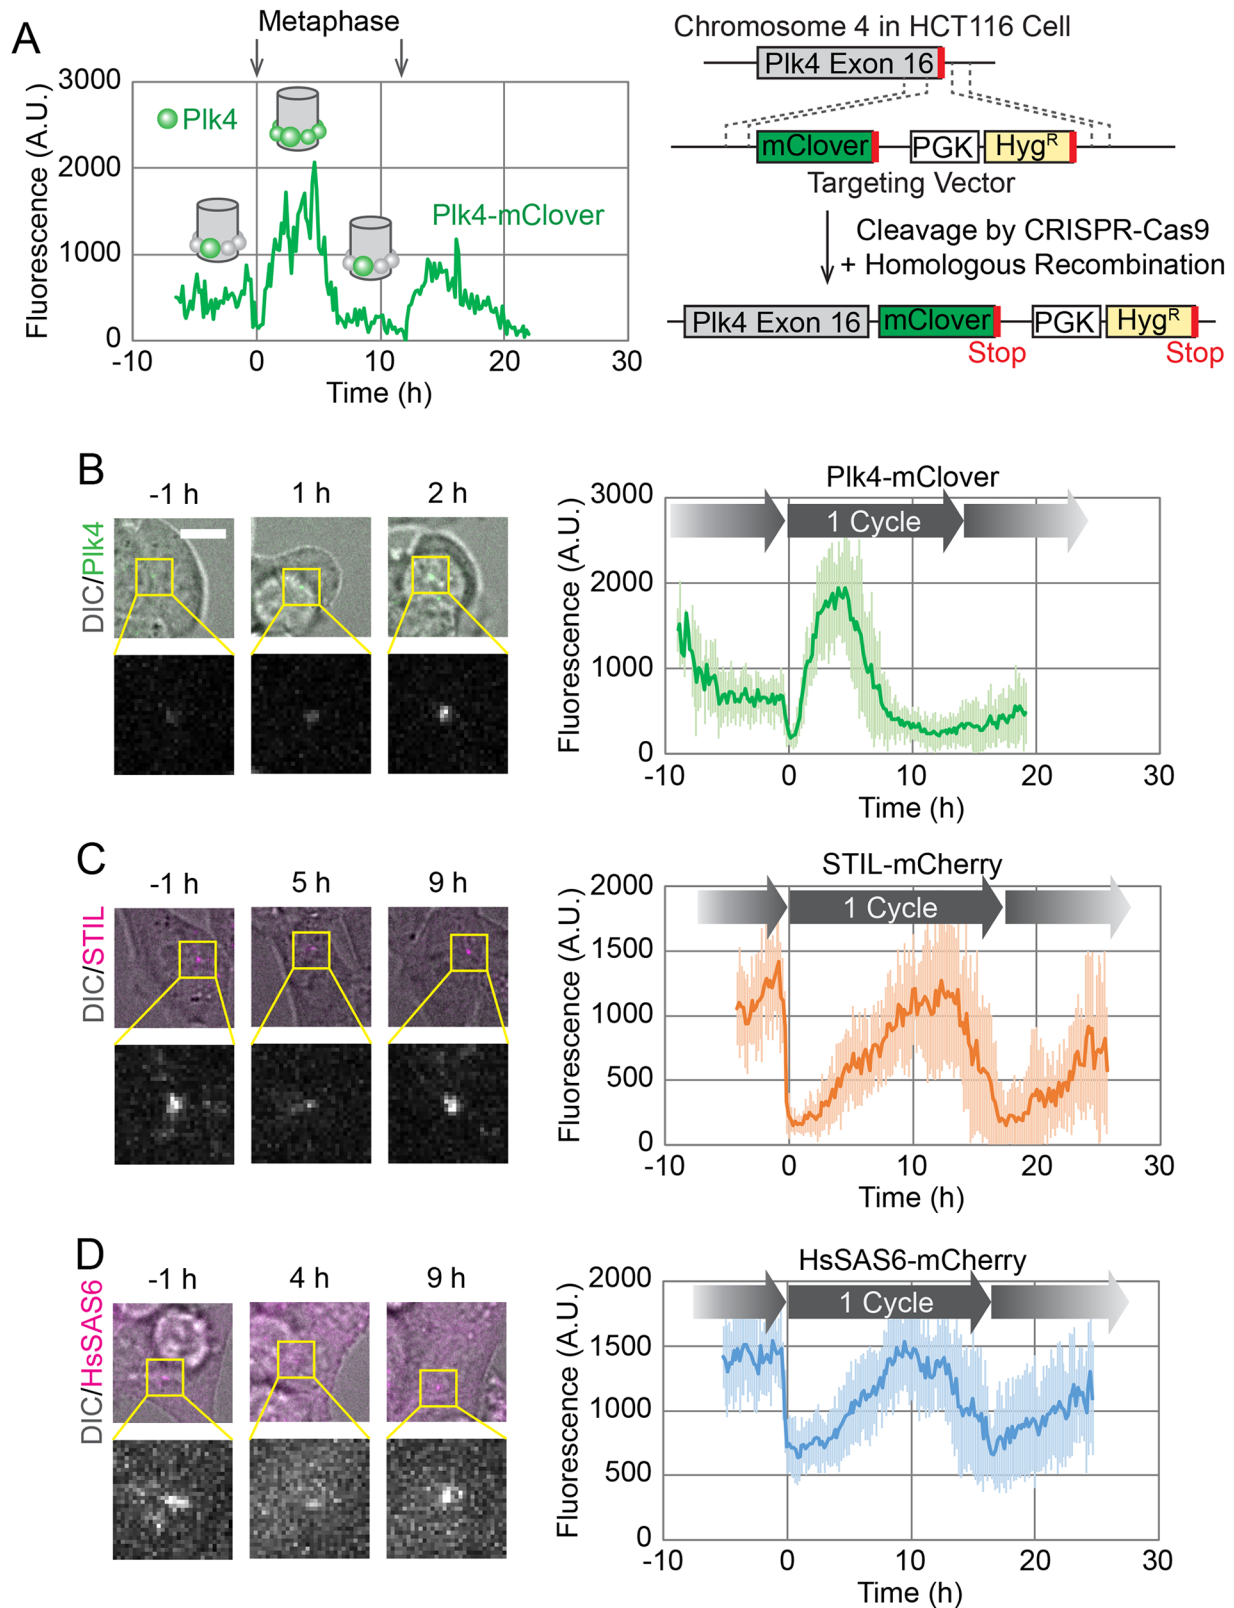 A
Metaphase
Fluorescence (A.U.)
3000
2000
1000
0
Plk4
Plk4-mClover
-10 0 10 20 30
Time (h)
Chromosome 4 in HCT116 Cell
Plk4 Exon 16
mClover PGK Hygᴿ
Targeting Vector
Cleavage by CRISPR-Cas9
+ Homologous Recombination
Plk4 Exon 16 mClover PGK Hygᴿ
Stop Stop
B
-1 h 1 h 2 h
DIC/Plk4
Plk4-mClover
Fluorescence (A.U.)
3000
2000
1000
0
1 Cycle
-10 0 10 20 30
Time (h)
C
-1 h 5 h 9 h
DIC/STIL
STIL-mCherry
Fluorescence (A.U.)
2000
1500
1000
500
0
1 Cycle
-10 0 10 20 30
Time (h)
D
-1 h 4 h 9 h
DIC/HsSAS6
HsSAS6-mCherry
Fluorescence (A.U.)
2000
1500
1000
500
0
1 Cycle
-10 0 10 20 30
Time (h)